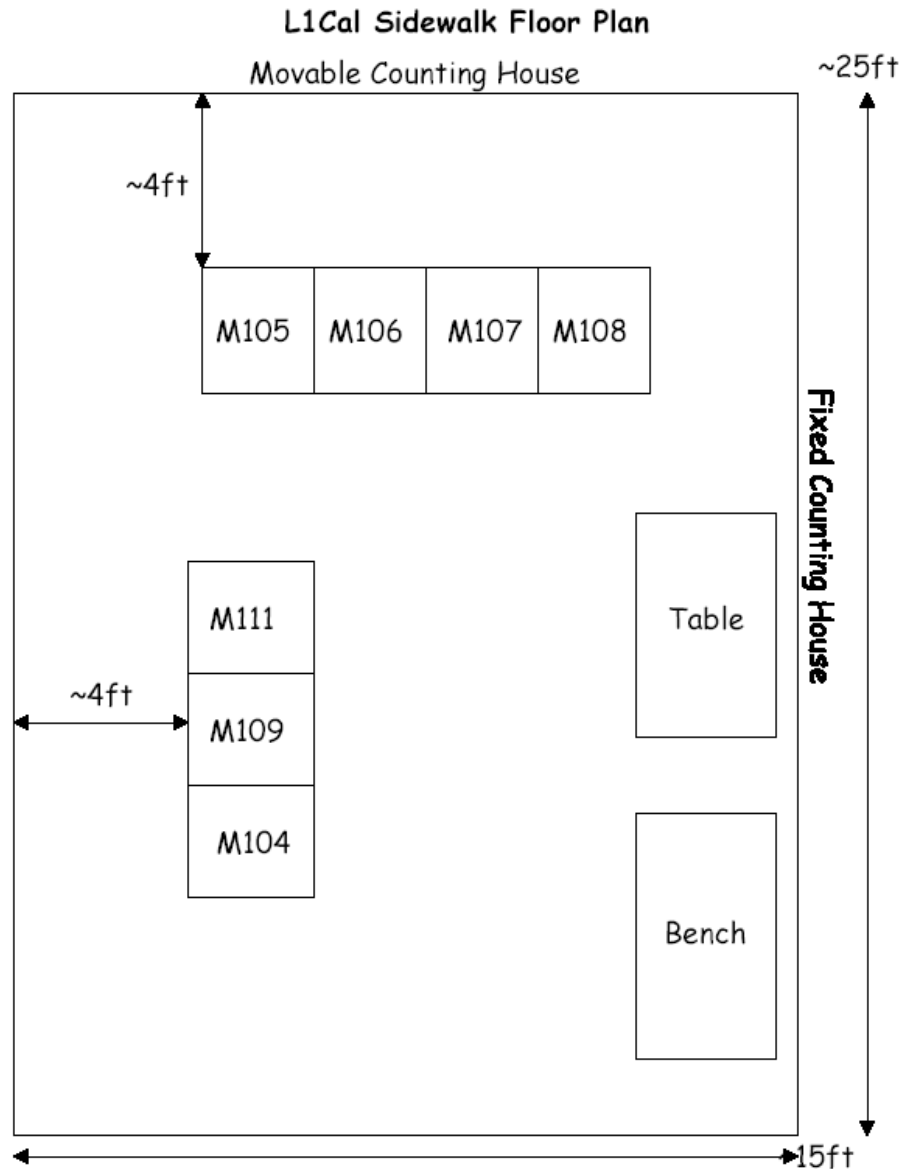 L1Cal Sidewalk Floor Plan
Movable Counting House
~25ft
~4ft
M105 M106 M107 M108
Fixed Counting House
M111
Table
~4ft
M109
M104
Bench
~15ft